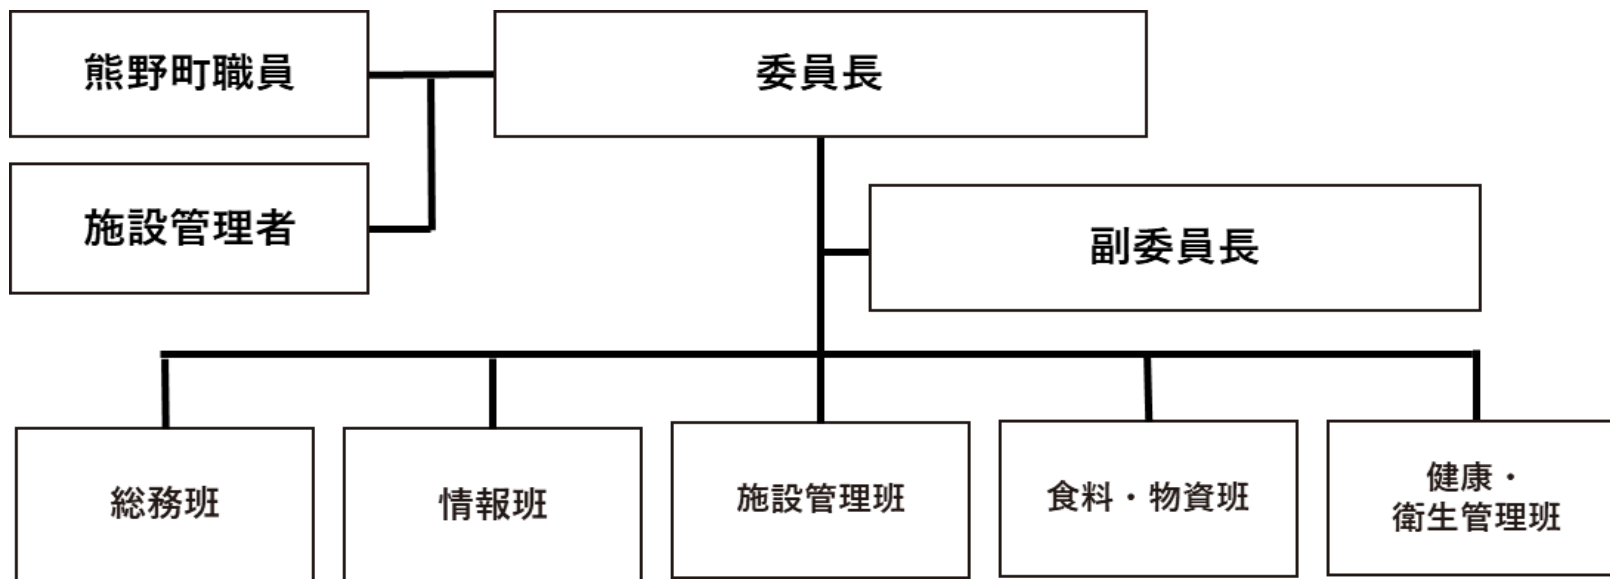 熊野町職員
委員長
施設管理者
副委員長
総務班
情報班
施設管理班
食料・物資班
健康・
衛生管理班